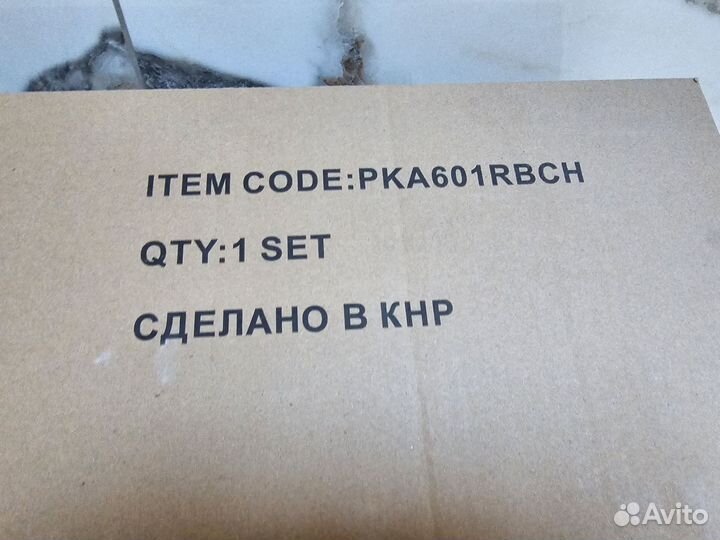 ITEM CODE:PKA601RBCH
QTY:1 SET
СДЕЛАНО В КНР
Avito